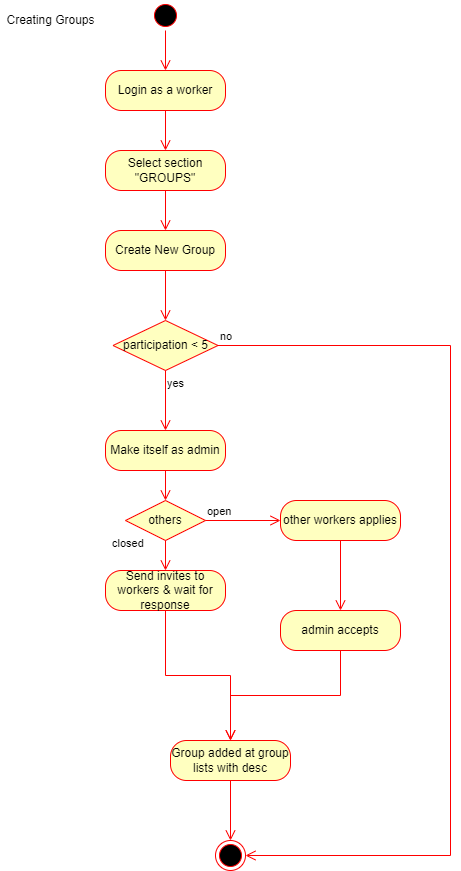 Creating Groups
Login as a worker
Select section
"GROUPS"
Create New Group
participation < 5
no
yes
Make itself as admin
others
open
other workers applies
closed
Send invites to
workers & wait for
response
admin accepts
Group added at group
lists with desc